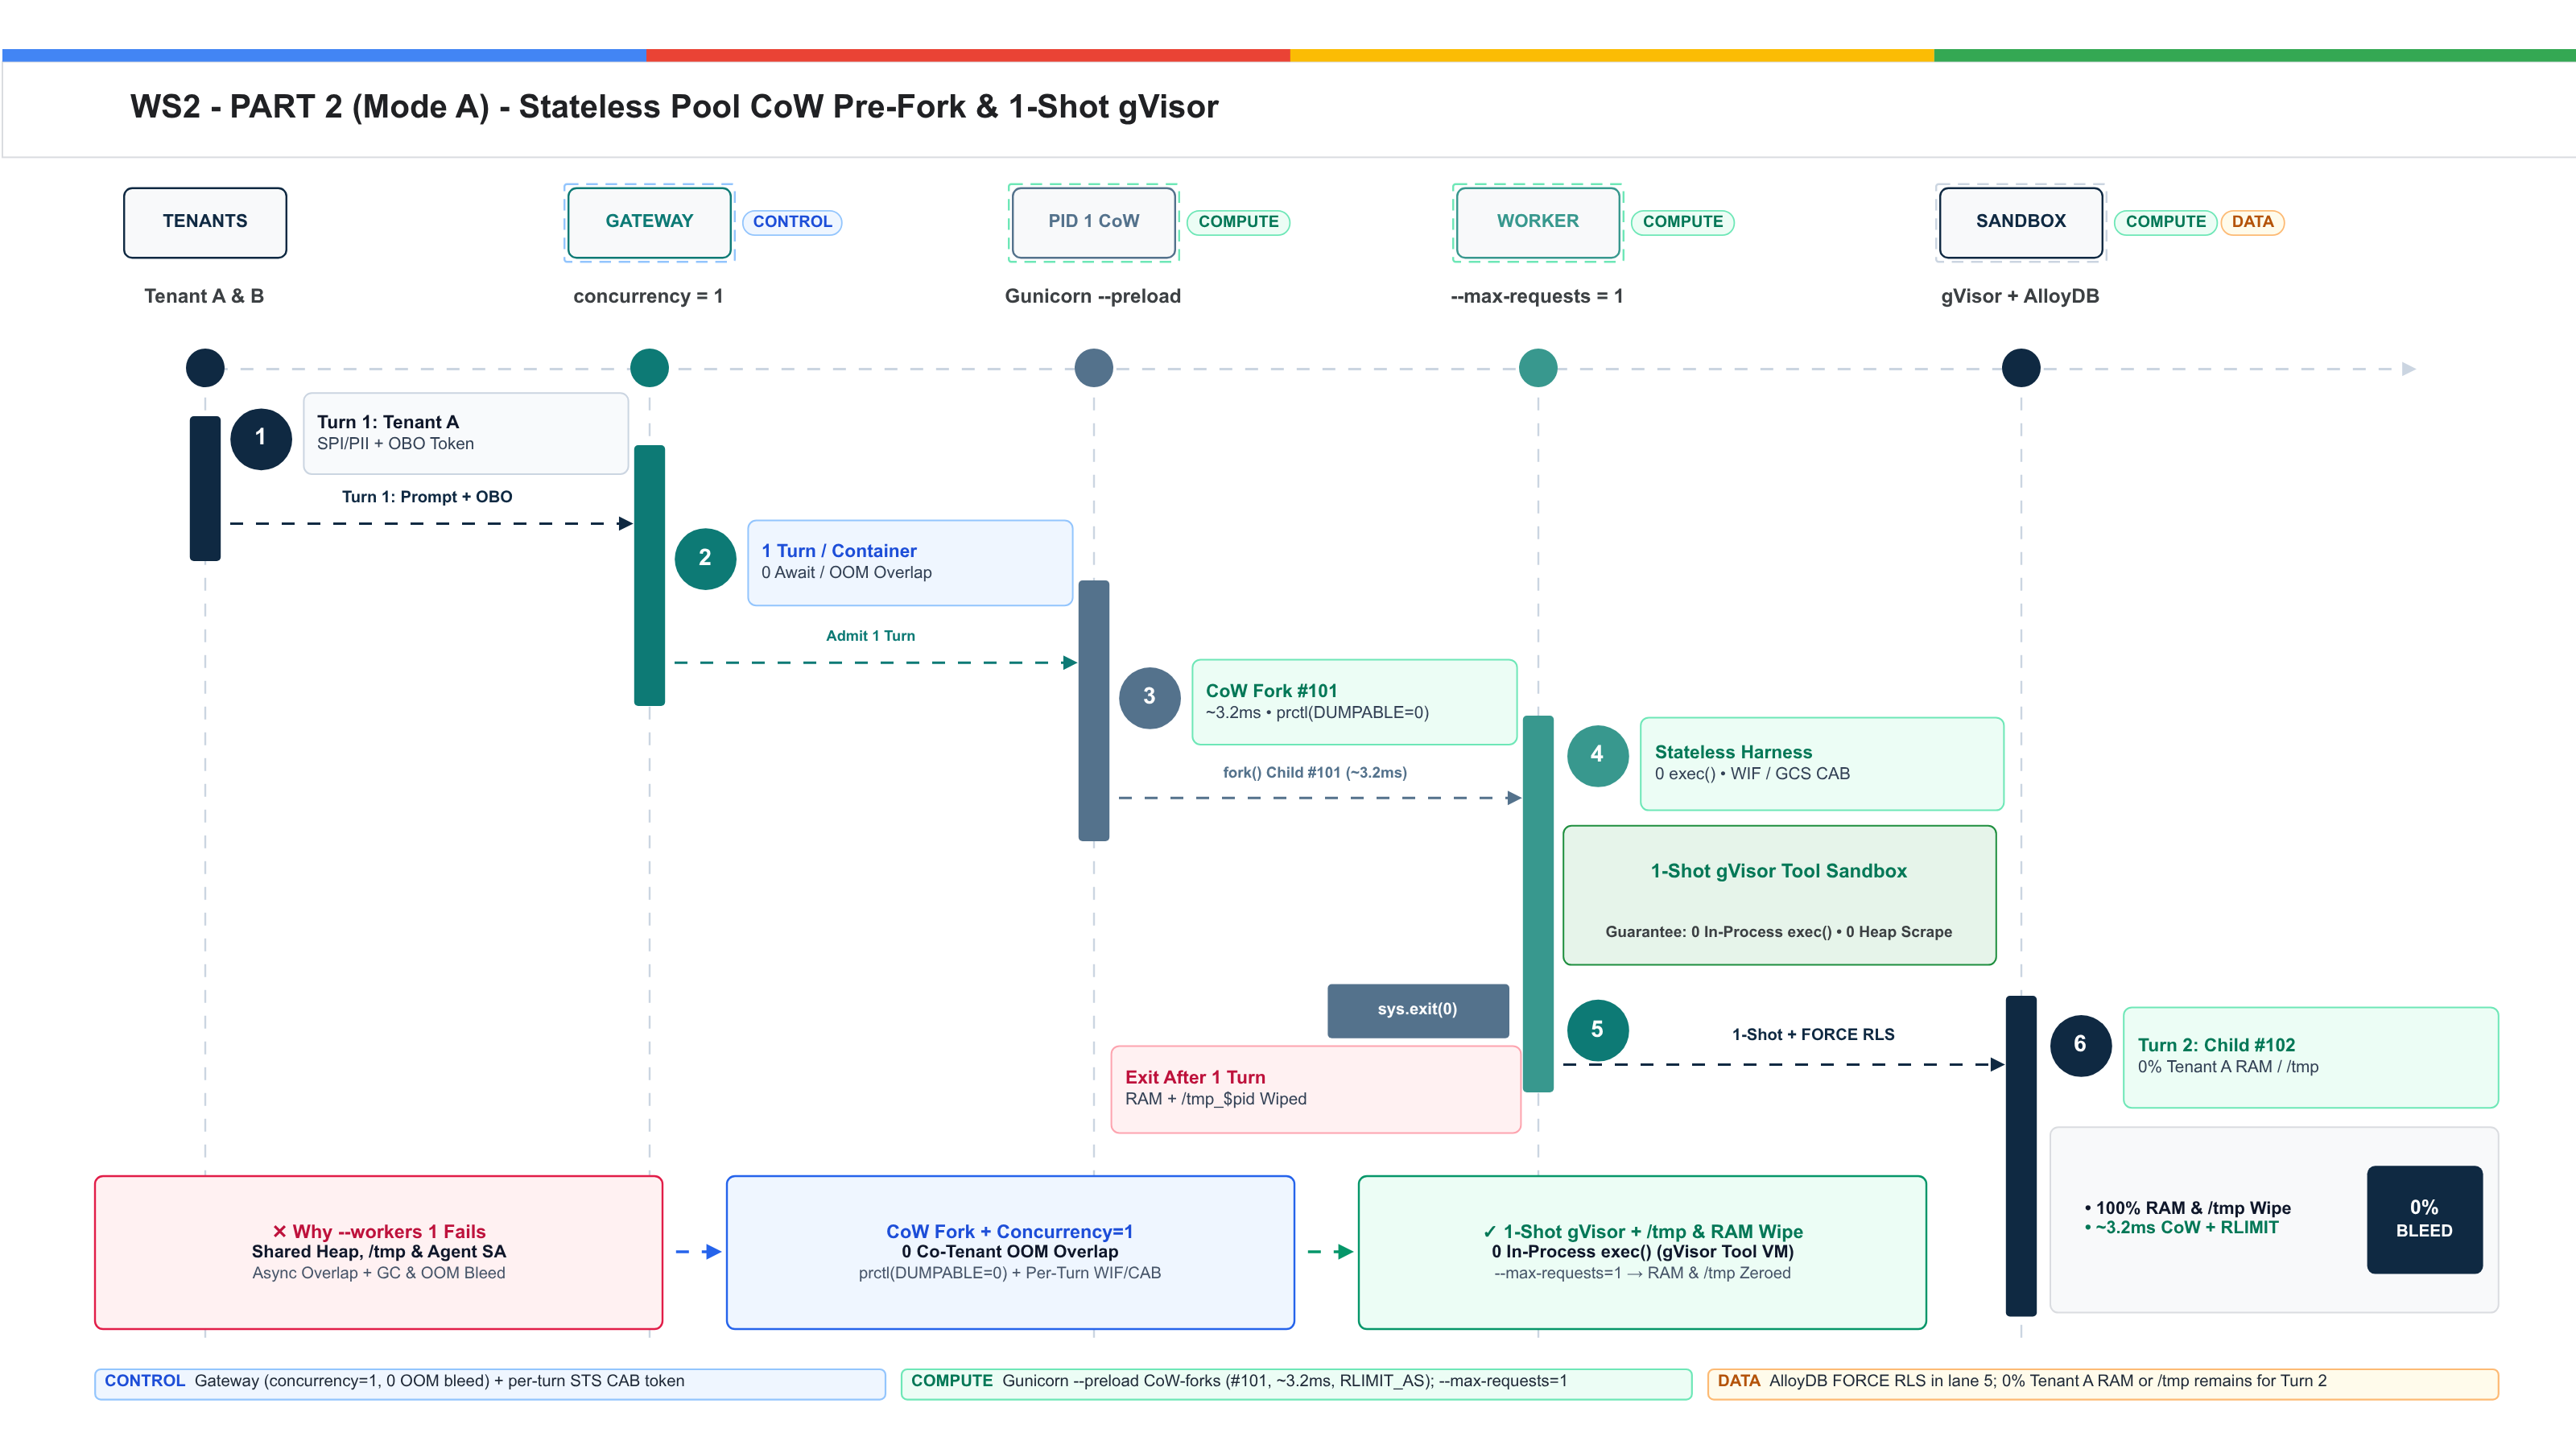 WS2 - PART 2 (Mode A) - Stateless Pool CoW Pre-Fork & 1-Shot gVisor
TENANTS
GATEWAY
CONTROL
PID 1 CoW
COMPUTE
WORKER
COMPUTE
SANDBOX
COMPUTE
DATA
Tenant A & B
concurrency = 1
Gunicorn --preload
--max-requests = 1
gVisor + AlloyDB
1
Turn 1: Tenant A
SPI/PII + OBO Token
Turn 1: Prompt + OBO
2
1 Turn / Container
0 Await / OOM Overlap
Admit 1 Turn
3
CoW Fork #101
~3.2ms • prctl(DUMPABLE=0)
fork() Child #101 (~3.2ms)
4
Stateless Harness
0 exec() • WIF / GCS CAB
1-Shot gVisor Tool Sandbox
Guarantee: 0 In-Process exec() • 0 Heap Scrape
sys.exit(0)
Exit After 1 Turn
RAM + /tmp_$pid Wiped
5
1-Shot + FORCE RLS
6
Turn 2: Child #102
0% Tenant A RAM / /tmp
• 100% RAM & /tmp Wipe
• ~3.2ms CoW + RLIMIT
0%
BLEED
✕ Why --workers 1 Fails
Shared Heap, /tmp & Agent SA
Async Overlap + GC & OOM Bleed
CoW Fork + Concurrency=1
0 Co-Tenant OOM Overlap
prctl(DUMPABLE=0) + Per-Turn WIF/CAB
✓ 1-Shot gVisor + /tmp & RAM Wipe
0 In-Process exec() (gVisor Tool VM)
--max-requests=1 → RAM & /tmp Zeroed
CONTROL Gateway (concurrency=1, 0 OOM bleed) + per-turn STS CAB token
COMPUTE Gunicorn --preload CoW-forks (#101, ~3.2ms, RLIMIT_AS); --max-requests=1
DATA AlloyDB FORCE RLS in lane 5; 0% Tenant A RAM or /tmp remains for Turn 2